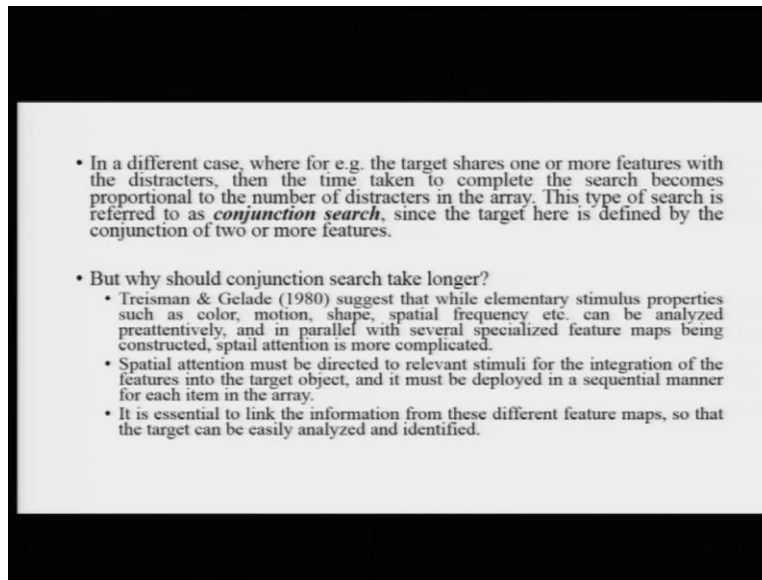 • In a different case, where for e.g. the target shares one or more features with
the distracters, then the time taken to complete the search becomes
proportional to the number of distracters in the array. This type of search is
referred to as conjunction search, since the target here is defined by the
conjunction of two or more features.
• But why should conjunction search take longer?
• Treisman & Gelade (1980) suggest that while elementary stimulus properties
such as color, motion, shape, spatial frequency etc. can be analyzed
preattentively, and in parallel with several specialized feature maps being
constructed, sptail attention is more complicated.
• Spatial attention must be directed to relevant stimuli for the integration of the
features into the target object, and it must be deployed in a sequential manner
for each item in the array.
• It is essential to link the information from these different feature maps, so that
the target can be easily analyzed and identified.